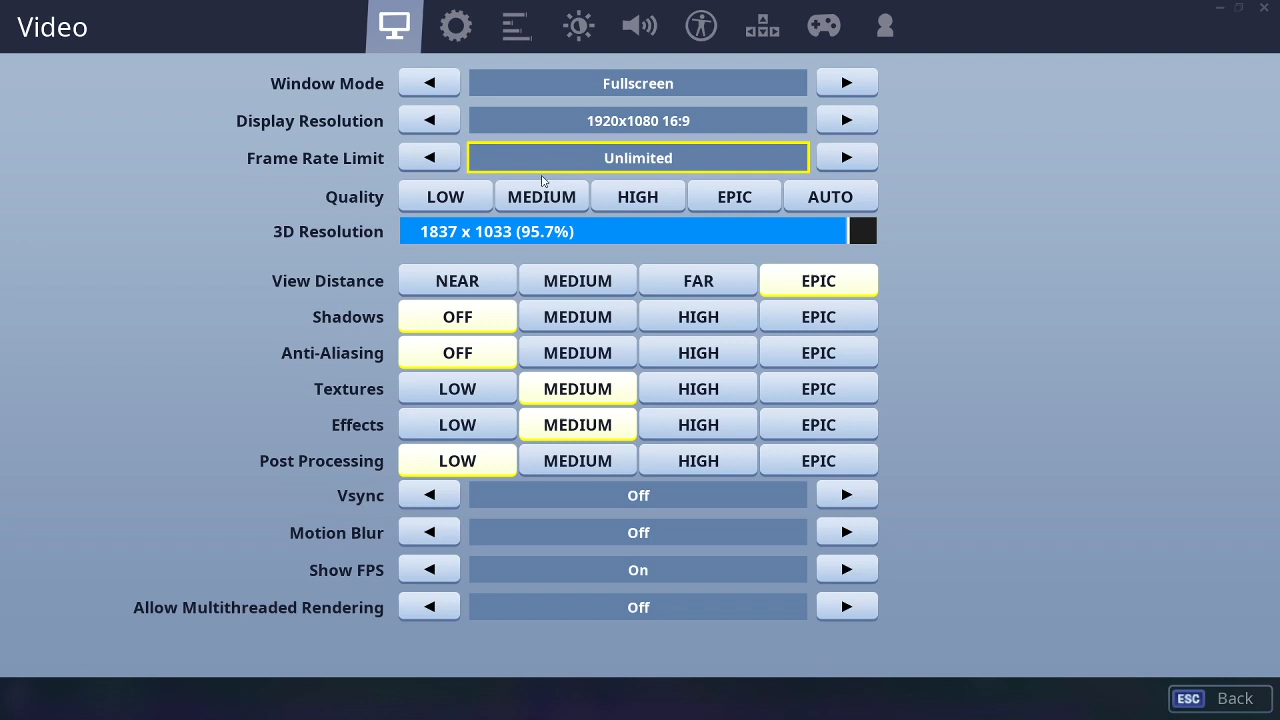 Video
Window Mode Fullscreen
Display Resolution 1920x1080 16:9
Frame Rate Limit Unlimited
Quality LOW MEDIUM HIGH EPIC AUTO
3D Resolution 1837 x 1033 (95.7%)
View Distance NEAR MEDIUM FAR EPIC
Shadows OFF MEDIUM HIGH EPIC
Anti-Aliasing OFF MEDIUM HIGH EPIC
Textures LOW MEDIUM HIGH EPIC
Effects LOW MEDIUM HIGH EPIC
Post Processing LOW MEDIUM HIGH EPIC
Vsync Off
Motion Blur Off
Show FPS On
Allow Multithreaded Rendering Off
ESC Back